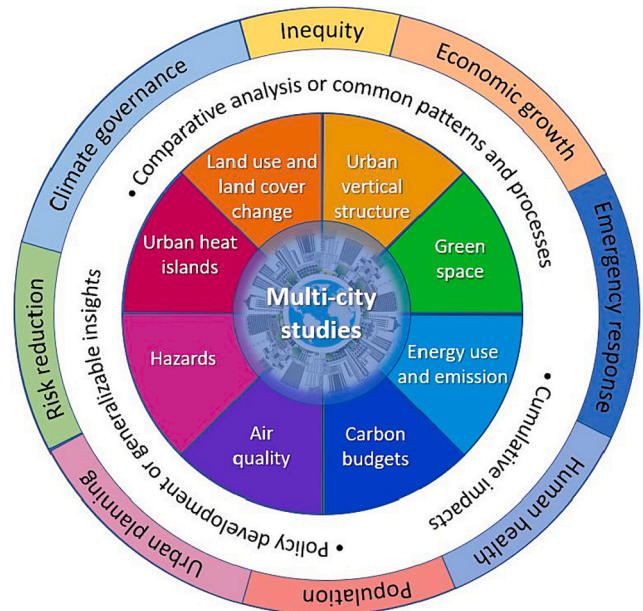 Inequity
Economic growth
Emergency response
Human health
Population
Urban planning
Risk reduction
Climate governance
• Comparative analysis or common patterns and processes
• Cumulative impacts
• Policy development or generalizable insights
Land use and
land cover
change
Urban
vertical
structure
Green
space
Energy use
and emission
Carbon
budgets
Air
quality
Hazards
Urban heat
islands
Multi-city
studies